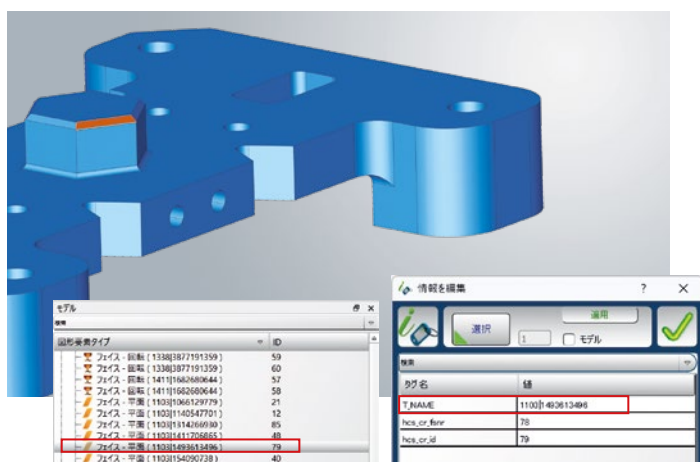 モデル
検索
図形要素タイプ ID
フェイス - 回転 ( 1338|3877191359 ) 59
フェイス - 回転 ( 1338|3877191359 ) 60
フェイス - 回転 ( 1411|1682680644 ) 57
フェイス - 回転 ( 1411|1682680644 ) 58
フェイス - 平面 ( 1103|1066129779 ) 21
フェイス - 平面 ( 1103|1140547701 ) 12
フェイス - 平面 ( 1103|1314266930 ) 85
フェイス - 平面 ( 1103|1411706865 ) 48
フェイス - 平面 ( 1103|1493613496 ) 79
フェイス - 平面 ( 1103|154090738 ) 40
情報を編集 ? ×
選択 1 適用
モデル
検索
タグ名 値
T_NAME 1103|1493613496
hcs_cr_fsnr 78
hcs_cr_id 79